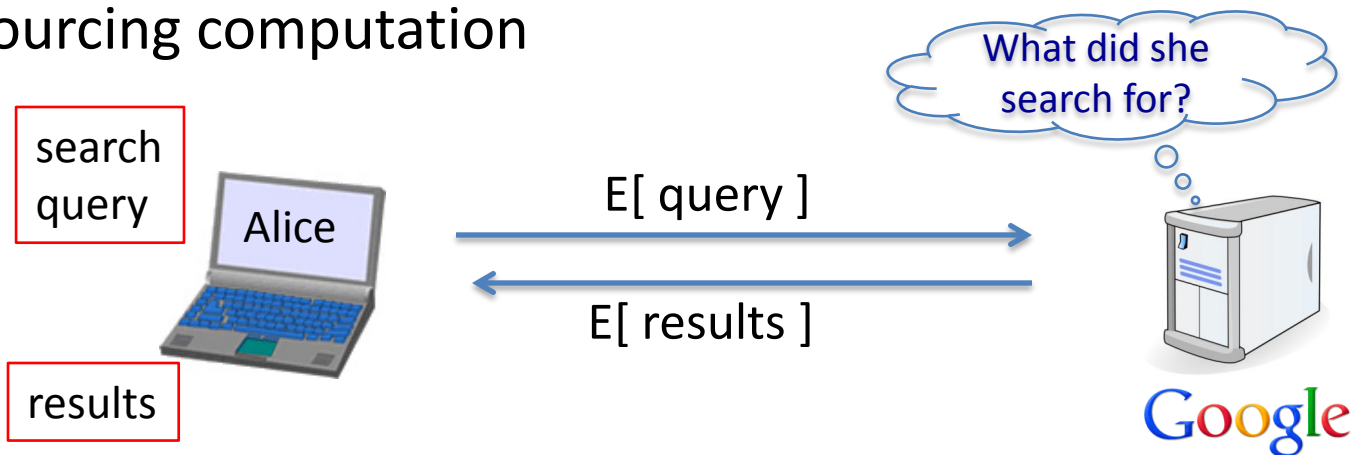 ourcing computation
What did she
search for?
search
query
Alice
E[ query ]
E[ results ]
results
Google